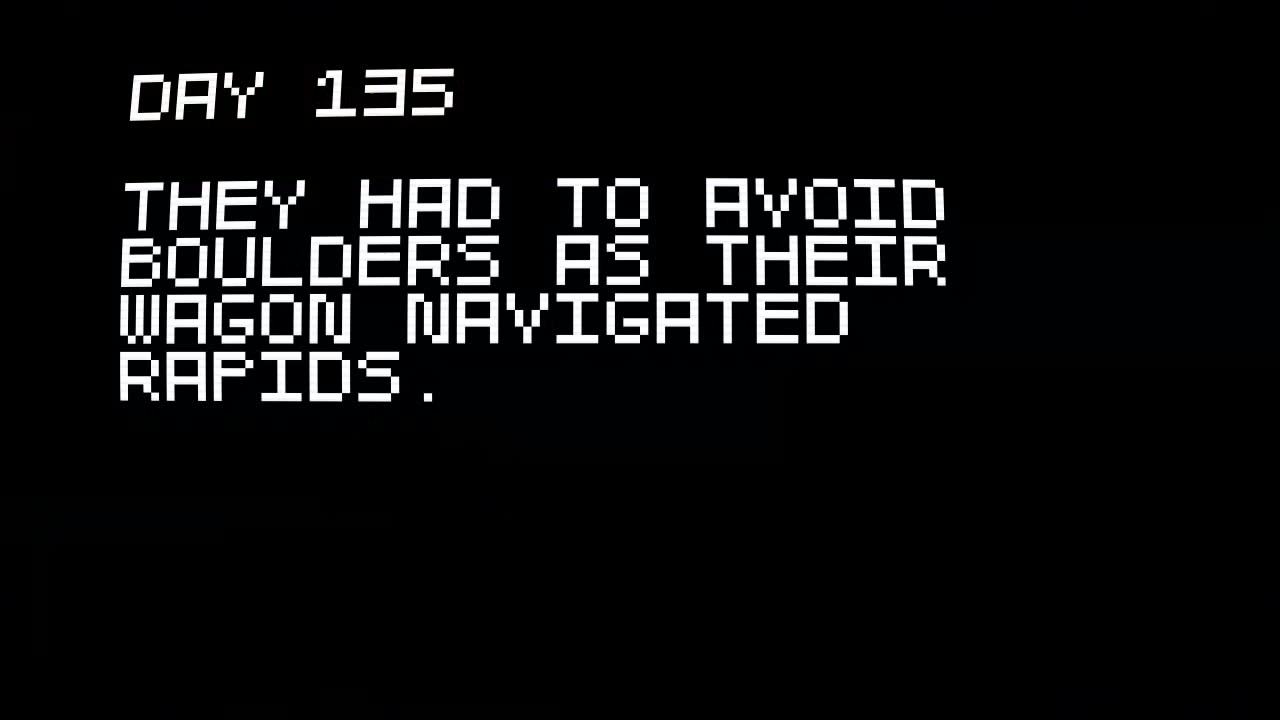 DAY 135
THEY HAD TO AVOID
BOULDERS AS THEIR
WAGON NAVIGATED
RAPIDS.